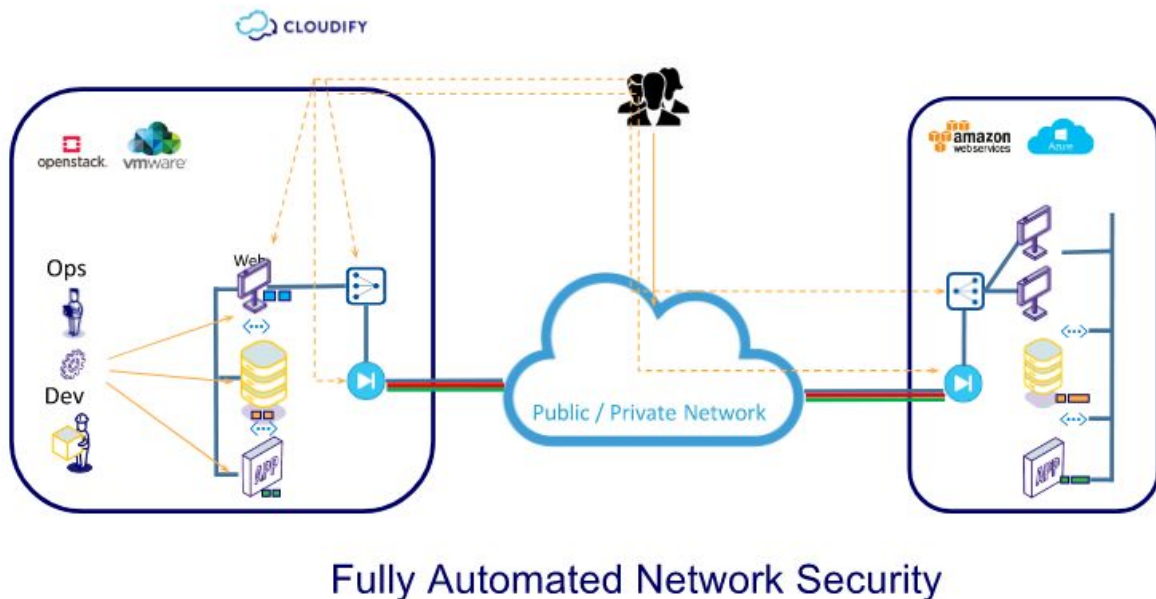 CLOUDIFY
openstack.
vmware
amazon
webservices
Azure
Ops
Web
Dev
APP
Public / Private Network
APP
Fully Automated Network Security